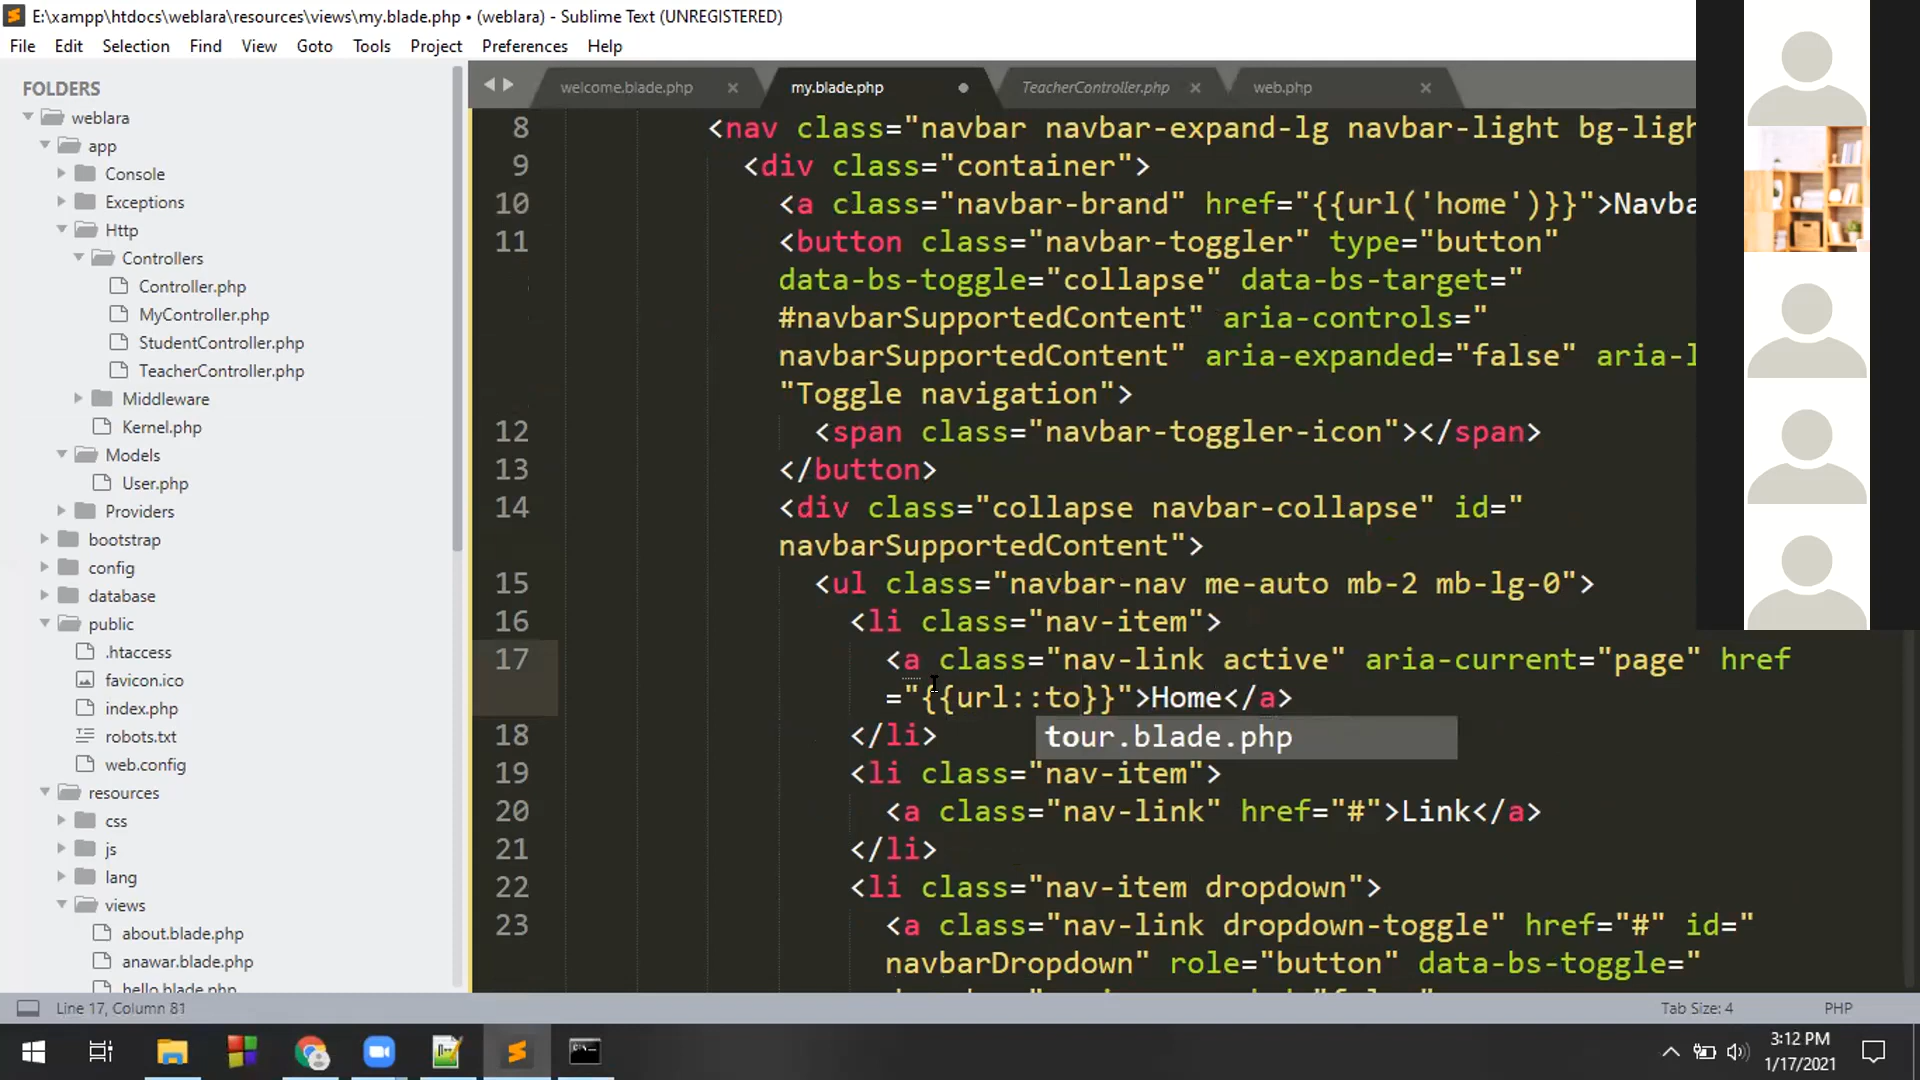 E:\xampp\htdocs\weblara\resources\views\my.blade.php • (weblara) - Sublime Text (UNREGISTERED)
File Edit Selection Find View Goto Tools Project Preferences Help
FOLDERS
weblara
app
Console
Exceptions
Http
Controllers
Controller.php
MyController.php
StudentController.php
TeacherController.php
Middleware
Kernel.php
Models
User.php
Providers
bootstrap
config
database
public
.htaccess
favicon.ico
index.php
robots.txt
web.config
resources
css
js
lang
views
about.blade.php
anawar.blade.php
hello.blade.php
welcome.blade.php my.blade.php TeacherController.php web.php
8 <nav class="navbar navbar-expand-lg navbar-light bg-ligh
9 <div class="container">
10 <a class="navbar-brand" href="{{url('home')}}">Navba
11 <button class="navbar-toggler" type="button"
data-bs-toggle="collapse" data-bs-target="
#navbarSupportedContent" aria-controls="
navbarSupportedContent" aria-expanded="false" aria-l
"Toggle navigation">
12 <span class="navbar-toggler-icon"></span>
13 </button>
14 <div class="collapse navbar-collapse" id="
navbarSupportedContent">
15 <ul class="navbar-nav me-auto mb-2 mb-lg-0">
16 <li class="nav-item">
17 <a class="nav-link active" aria-current="page" href
="{{url::to}}">Home</a>
tour.blade.php
18 </li>
19 <li class="nav-item">
20 <a class="nav-link" href="#">Link</a>
21 </li>
22 <li class="nav-item dropdown">
23 <a class="nav-link dropdown-toggle" href="#" id="
navbarDropdown" role="button" data-bs-toggle="
Line 17, Column 81 Tab Size: 4 PHP
3:12 PM
1/17/2021